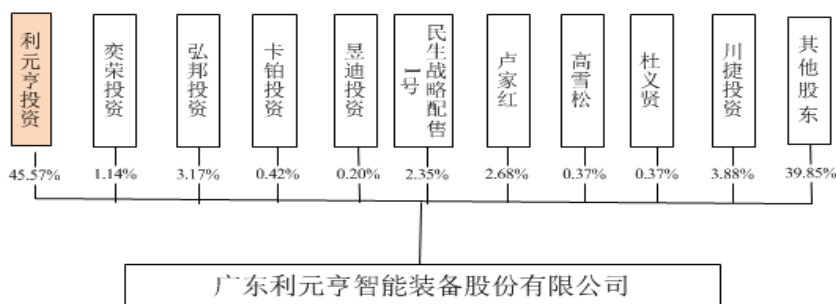 利元亨投资
奕荣投资
弘邦投资
卡铂投资
昱迪投资
民生战略配售
1号
卢家红
高雪松
杜义贤
川捷投资
其他股东
45.57%
1.14%
3.17%
0.42%
0.20%
2.35%
2.68%
0.37%
0.37%
3.88%
39.85%
广东利元亨智能装备股份有限公司